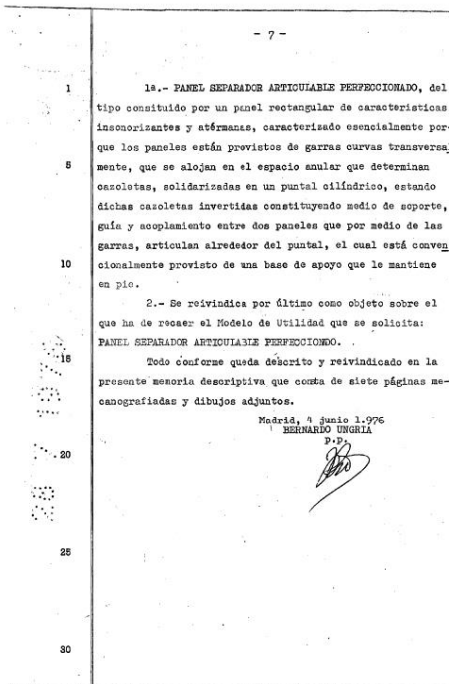 - 7 -
1 1a.- PANEL SEPARADOR ARTICULABLE PERFECCIONADO, del
tipo consituido por un panel rectangular de características
insonorizantes y atérmanas, caracterizado esencialmente por-
que los paneles están provistos de garras curvas transversal
5 mente, que se alojan en el espacio anular que determinan
cazoletas, solidarizadas en un puntal cilíndrico, estando
dichas cazoletas invertidas constituyendo medio de soporte,
guía y acoplamiento entre dos paneles que por medio de las
garras, articulan alrededor del puntal, el cual está conven
10 cionalmente provisto de una base de apoyo que le mantiene
en pie.
2.- Se reivindica por último como objeto sobre el
que ha de recaer el Modelo de Utilidad que se solicita:
PANEL SEPARADOR ARTICULABLE PERFECCIONDO.
15 Todo conforme queda descrito y reivindicado en la
presente memoria descriptiva que consta de siete páginas me-
canografiadas y dibujos adjuntos.
Madrid, 4 junio 1.976
BERNARDO UNGRIA
P.P.
20
25
30